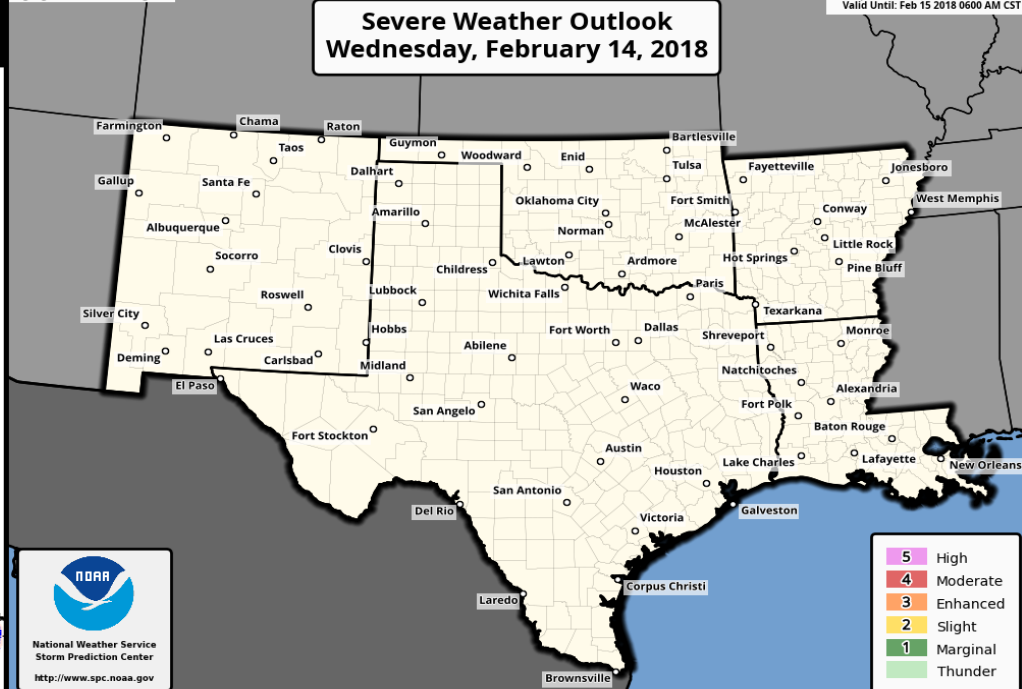 Valid Until: Feb 15 2018 0600 AM CST
Severe Weather Outlook
Wednesday, February 14, 2018
Farmington
Chama
Raton
Taos
Guymon
Woodward
Enid
Bartlesville
Tulsa
Fayetteville
Jonesboro
Gallup
Santa Fe
Dalhart
Oklahoma City
Fort Smith
West Memphis
Albuquerque
Amarillo
Norman
McAlester
Conway
Socorro
Clovis
Childress
Lawton
Ardmore
Hot Springs
Little Rock
Pine Bluff
Roswell
Lubbock
Wichita Falls
Paris
Texarkana
Silver City
Las Cruces
Hobbs
Abilene
Fort Worth
Dallas
Shreveport
Monroe
Deming
Carlsbad
Midland
Natchitoches
El Paso
San Angelo
Waco
Fort Polk
Alexandria
Fort Stockton
Austin
Baton Rouge
Houston
Lake Charles
Lafayette
New Orleans
Del Rio
San Antonio
Victoria
Galveston
Laredo
Corpus Christi
Brownsville
NOAA
National Weather Service
Storm Prediction Center
http://www.spc.noaa.gov
5 High
4 Moderate
3 Enhanced
2 Slight
1 Marginal
Thunder